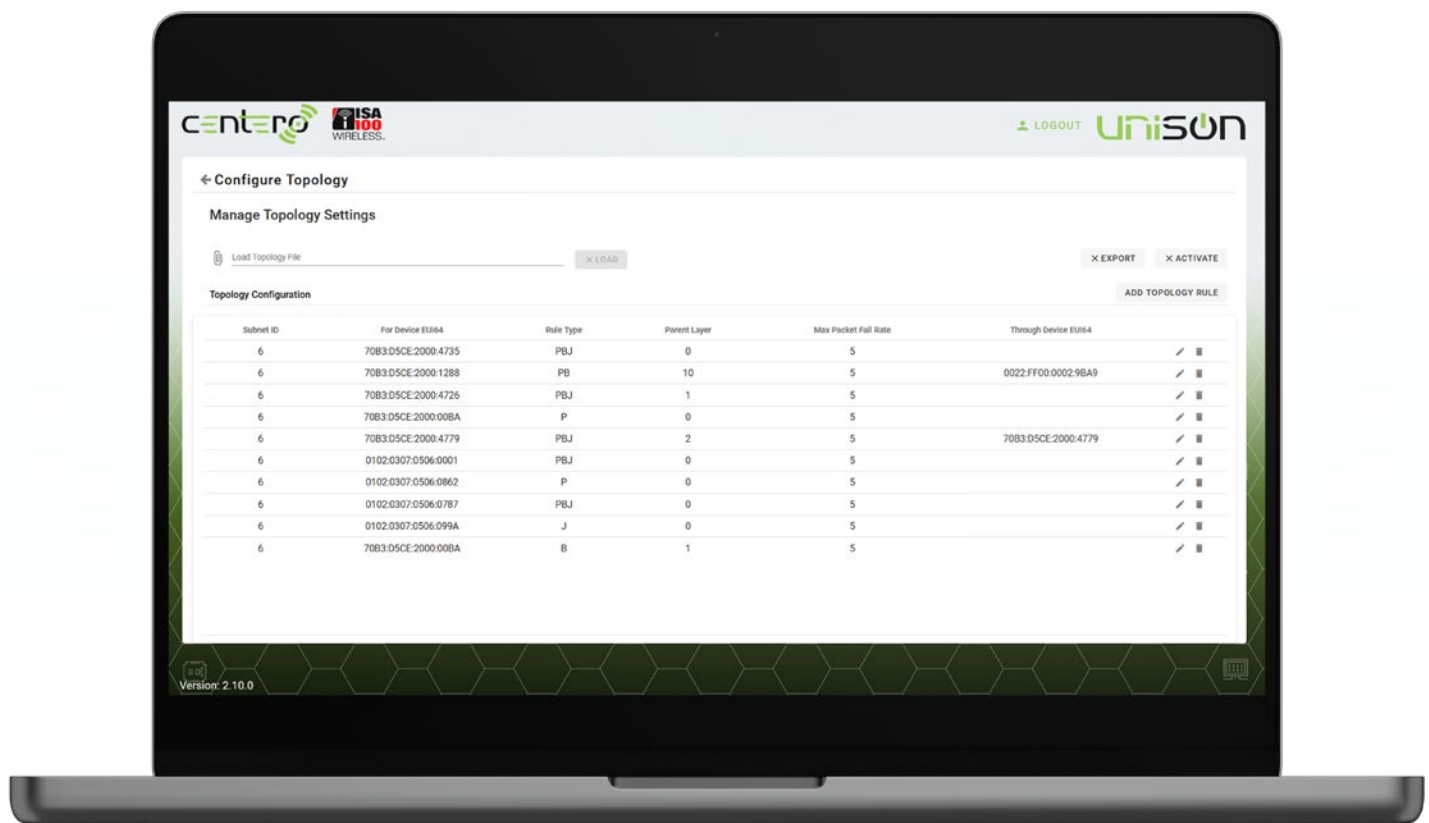 centero ISA 100 WIRELESS LOGOUT UNISON
Configure Topology
Manage Topology Settings
Load Topology File × LOAD × EXPORT × ACTIVATE
Topology Configuration ADD TOPOLOGY RULE
Subnet ID For Device EUI64 Rule Type Parent Layer Max Packet Fail Rate Through Device EUI64
6 70B3:D5CE:2000:4735 PBJ 0 5
6 70B3:D5CE:2000:1288 PB 10 5 0022:FF00:0002:9BA9
6 70B3:D5CE:2000:4726 PBJ 1 5
6 70B3:D5CE:2000:00BA P 0 5
6 70B3:D5CE:2000:4779 PBJ 2 5 70B3:D5CE:2000:4779
6 0102:0307:0506:0001 PBJ 0 5
6 0102:0307:0506:0862 P 0 5
6 0102:0307:0506:0787 PBJ 0 5
6 0102:0307:0506:099A J 0 5
6 70B3:D5CE:2000:00BA B 1 5
Version: 2.10.0